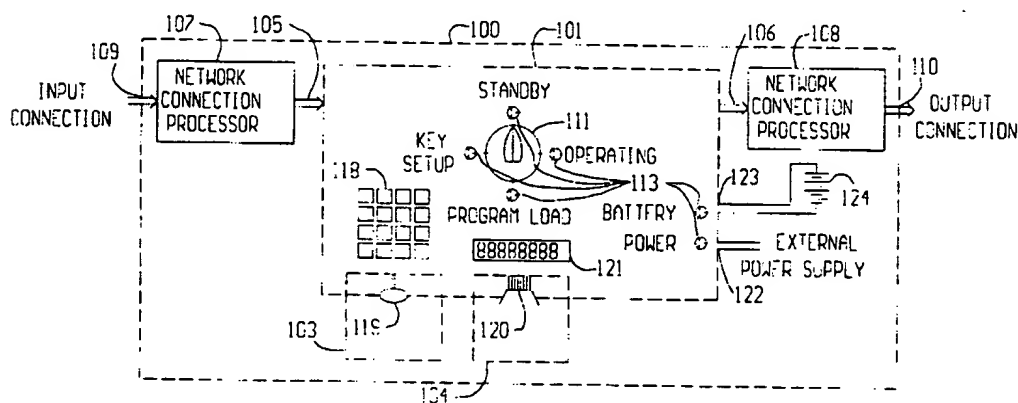 107
105
100
101
106
108
109
110
INPUT
CONNECTION
NETWORK
CONNECTION
PROCESSOR
STANDBY
111
KEY
SETUP
OPERATING
NETWORK
CONNECTION
PROCESSOR
OUTPUT
CONNECTION
118
113
123
124
PROGRAM LOAD
BATTERY
POWER
88888888
121
EXTERNAL
POWER SUPPLY
122
103
119
120
104